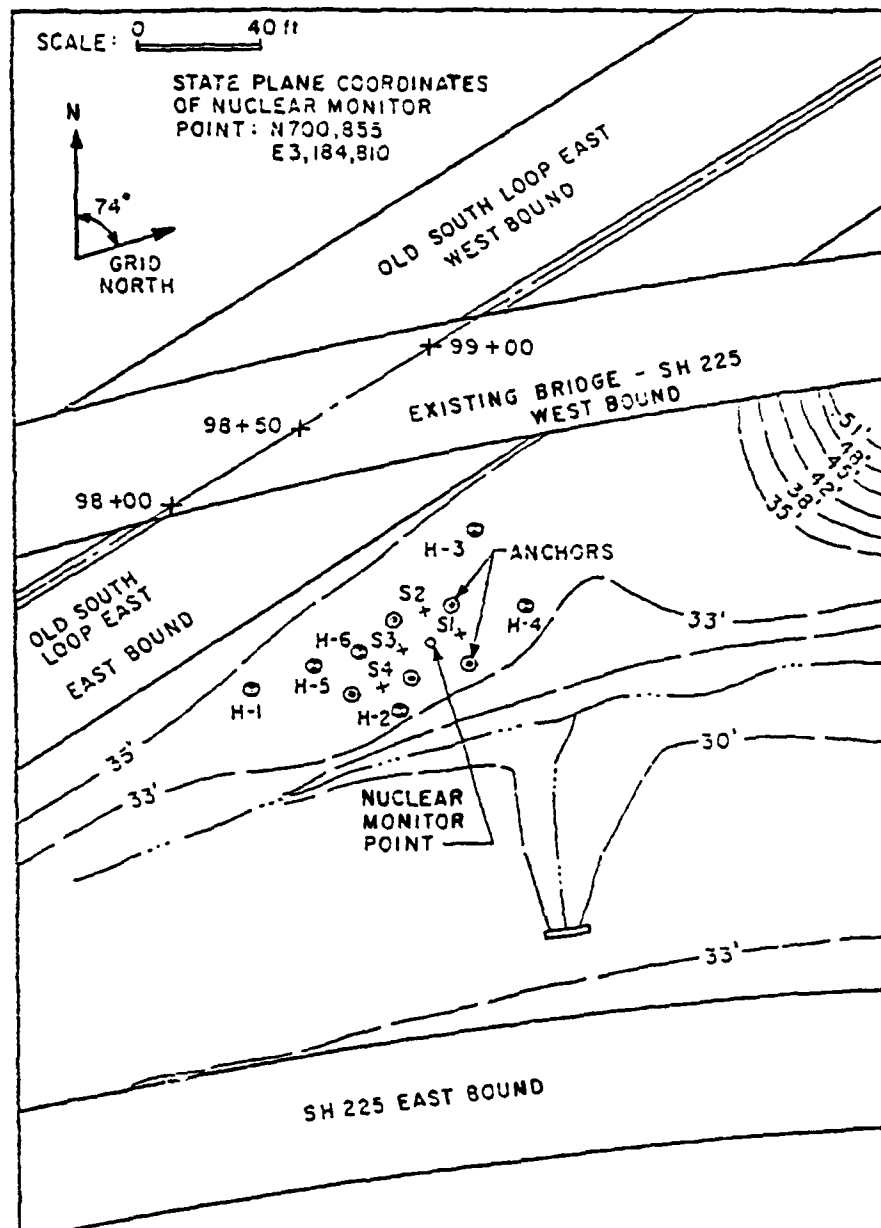 SCALE: 0 40 ft
STATE PLANE COORDINATES
OF NUCLEAR MONITOR
POINT: N700,855
E3,184,810
N
74°
GRID
NORTH
OLD SOUTH LOOP EAST
WEST BOUND
99+00
EXISTING BRIDGE - SH 225
WEST BOUND
98+50
98+00
51'
48'
45'
42'
38'
35'
H-3
ANCHORS
OLD SOUTH
LOOP EAST
EAST BOUND
S2
S1
H-4
33'
H-6
S3
S4
H-5
H-1
H-2
35'
33'
30'
NUCLEAR
MONITOR
POINT
33'
SH 225 EAST BOUND